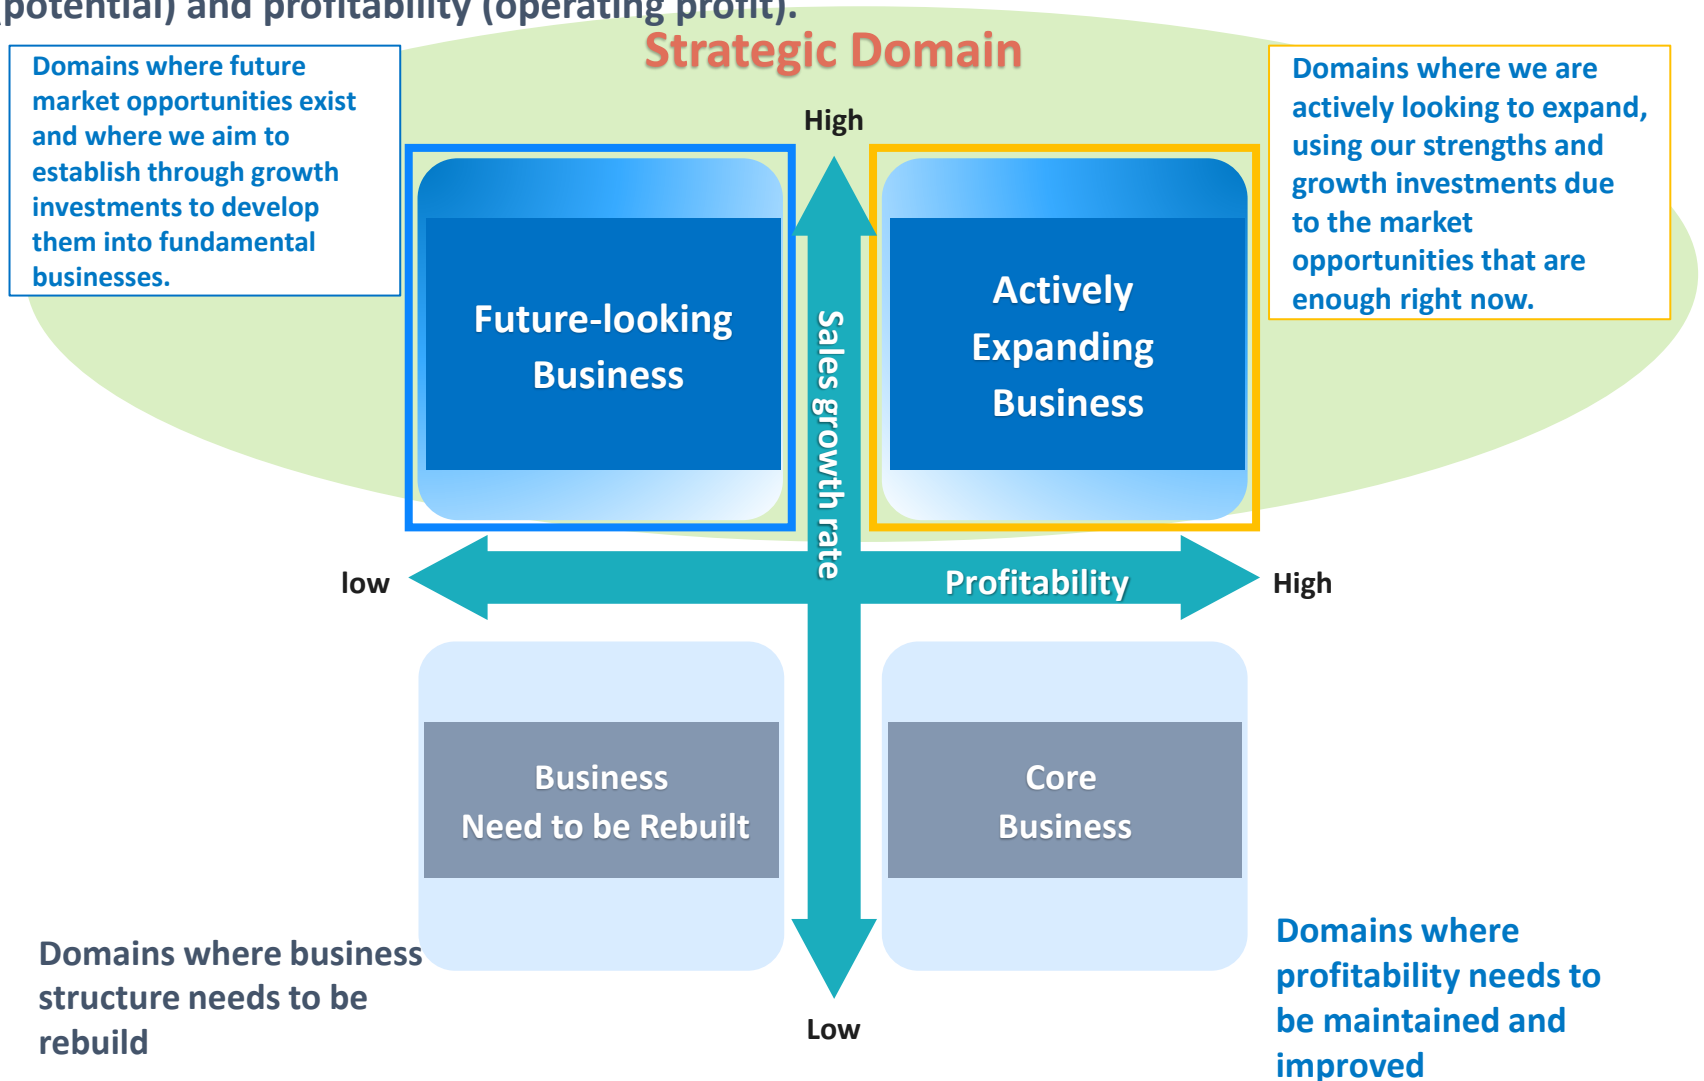 (potential) and profitability (operating profit).
Strategic Domain
Domains where future
market opportunities exist
and where we aim to
establish through growth
investments to develop
them into fundamental
businesses.
Domains where we are
actively looking to expand,
using our strengths and
growth investments due
to the market
opportunities that are
enough right now.
High
Future-looking
Business
Sales growth rate
Actively
Expanding
Business
low
Profitability
High
Business
Need to be Rebuilt
Core
Business
Domains where business
structure needs to be
rebuild
Low
Domains where
profitability needs to
be maintained and
improved